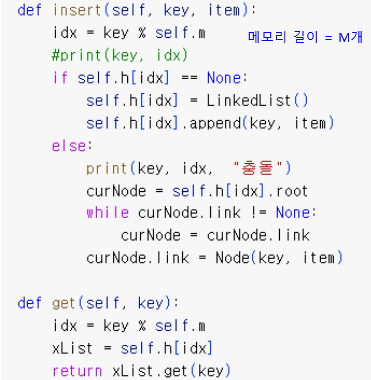 def insert(self, key, item):
    idx = key % self.m    메모리 길이 = M개
    #print(key, idx)
    if self.h[idx] == None:
        self.h[idx] = LinkedList()
        self.h[idx].append(key, item)
    else:
        print(key, idx,  "충돌")
        curNode = self.h[idx].root
        while curNode.link != None:
            curNode = curNode.link
        curNode.link = Node(key, item)
def get(self, key):
    idx = key % self.m
    xList = self.h[idx]
    return xList.get(key)